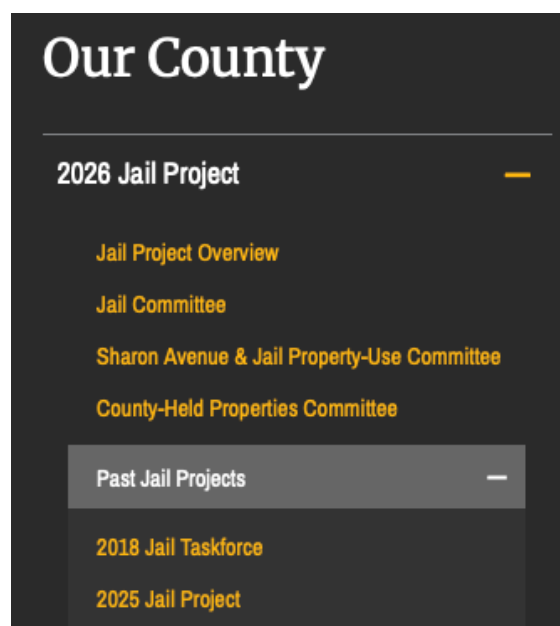 Our County
2026 Jail Project
Jail Project Overview
Jail Committee
Sharon Avenue & Jail Property-Use Committee
County-Held Properties Committee
Past Jail Projects
2018 Jail Taskforce
2025 Jail Project